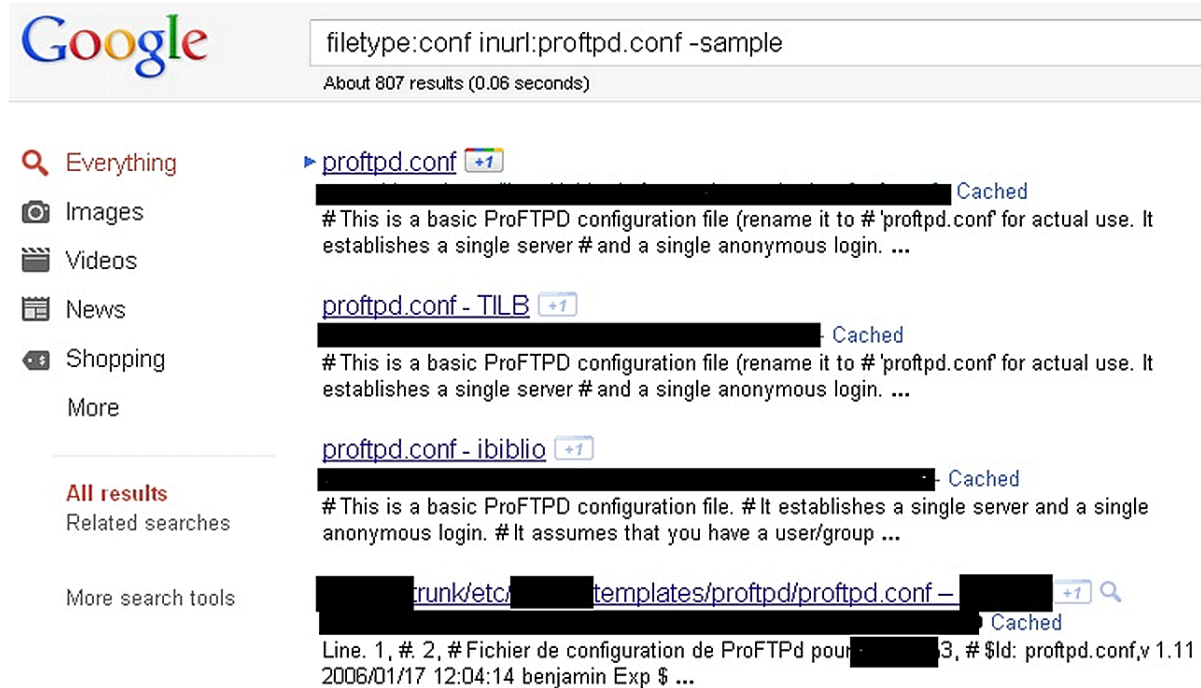 Google
filetype:conf inurl:proftpd.conf -sample
About 807 results (0.06 seconds)
Everything
Images
Videos
News
Shopping
More
All results
Related searches
More search tools
proftpd.conf +1
Cached
# This is a basic ProFTPD configuration file (rename it to # 'proftpd.conf' for actual use. It
establishes a single server # and a single anonymous login. ...
proftpd.conf - TILB +1
- Cached
# This is a basic ProFTPD configuration file (rename it to # 'proftpd.conf' for actual use. It
establishes a single server # and a single anonymous login. ...
proftpd.conf - ibiblio +1
- Cached
# This is a basic ProFTPD configuration file. # It establishes a single server and a single
anonymous login. # It assumes that you have a user/group ...
trunk/etc/ templates/proftpd/proftpd.conf – +1
Cached
Line. 1, #. 2, # Fichier de configuration de ProFTPd pour 3, # $Id: proftpd.conf,v 1.11
2006/01/17 12:04:14 benjamin Exp $ ...